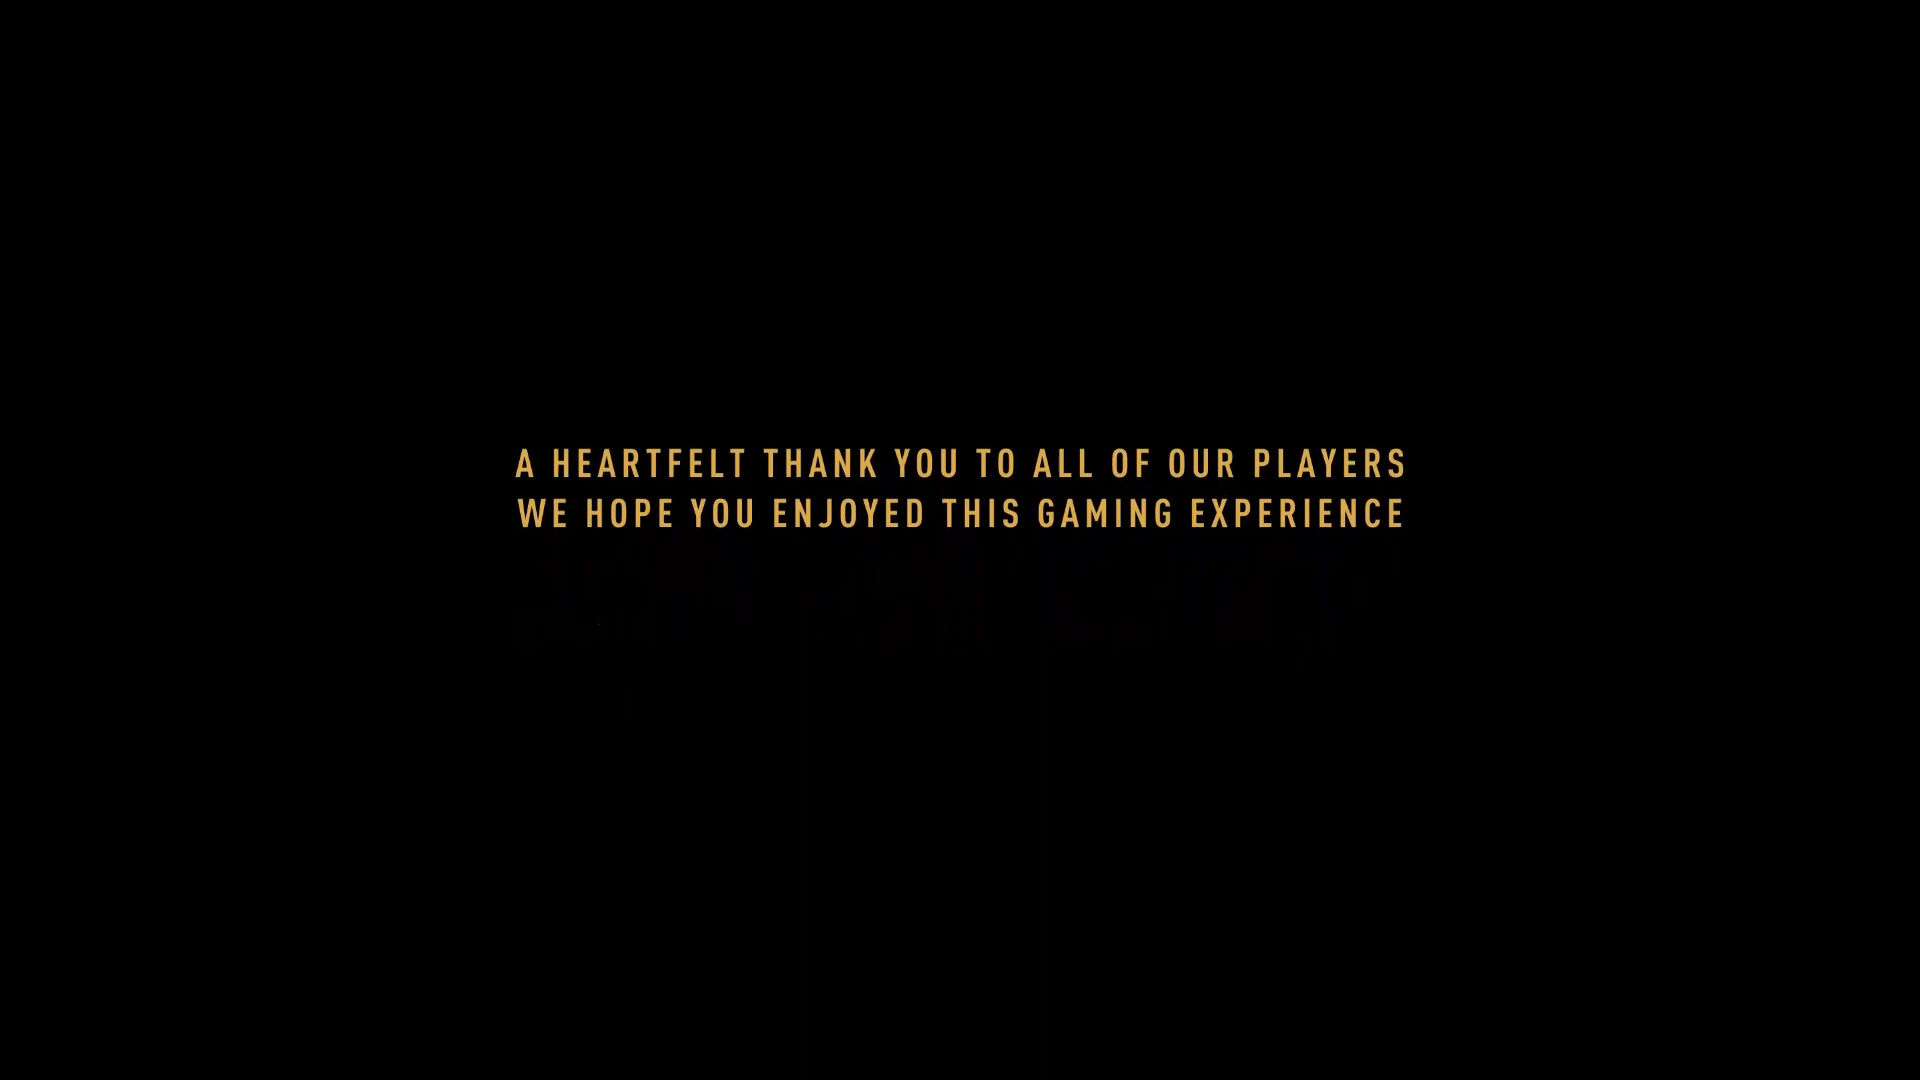 A HEARTFELT THANK YOU TO ALL OF OUR PLAYERS
WE HOPE YOU ENJOYED THIS GAMING EXPERIENCE